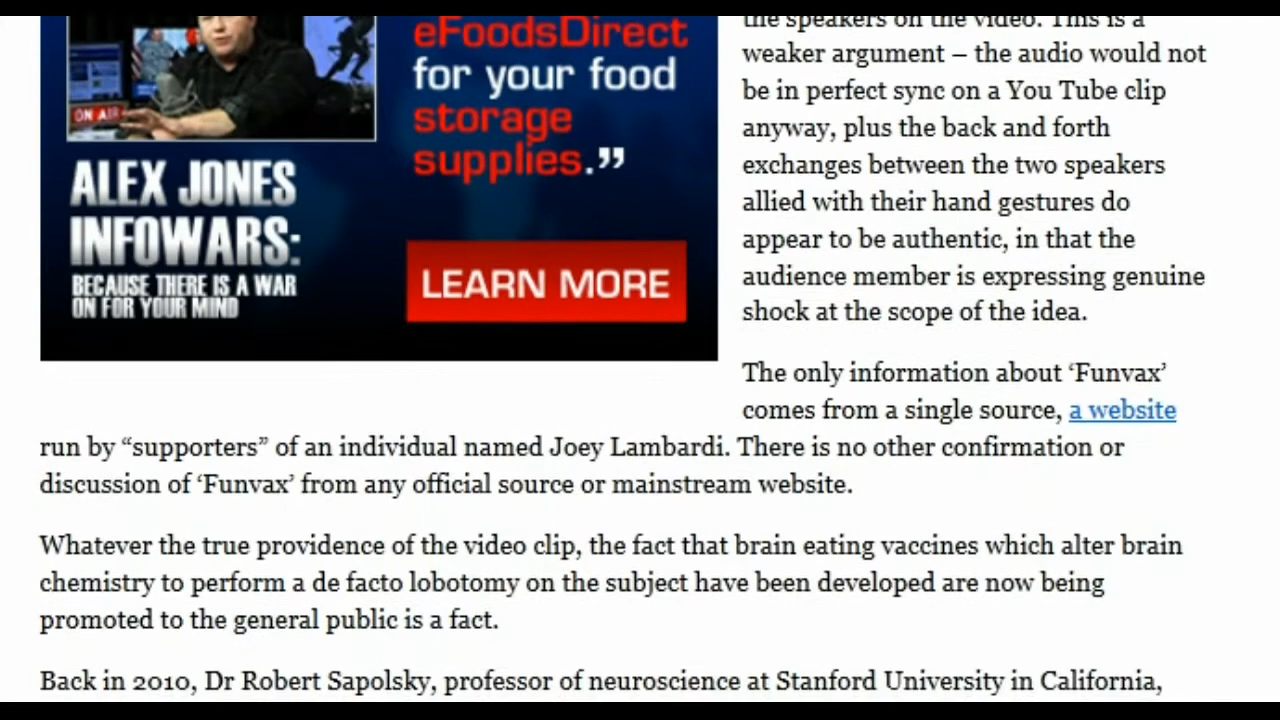 ON AIR
ALEX JONES
INFOWARS:
BECAUSE THERE IS A WAR
ON FOR YOUR MIND
eFoodsDirect
for your food
storage
supplies.”
LEARN MORE
the speakers on the video. This is a
weaker argument – the audio would not
be in perfect sync on a You Tube clip
anyway, plus the back and forth
exchanges between the two speakers
allied with their hand gestures do
appear to be authentic, in that the
audience member is expressing genuine
shock at the scope of the idea.
The only information about ‘Funvax’
comes from a single source, a website
run by “supporters” of an individual named Joey Lambardi. There is no other confirmation or
discussion of ‘Funvax’ from any official source or mainstream website.
Whatever the true providence of the video clip, the fact that brain eating vaccines which alter brain
chemistry to perform a de facto lobotomy on the subject have been developed are now being
promoted to the general public is a fact.
Back in 2010, Dr Robert Sapolsky, professor of neuroscience at Stanford University in California,